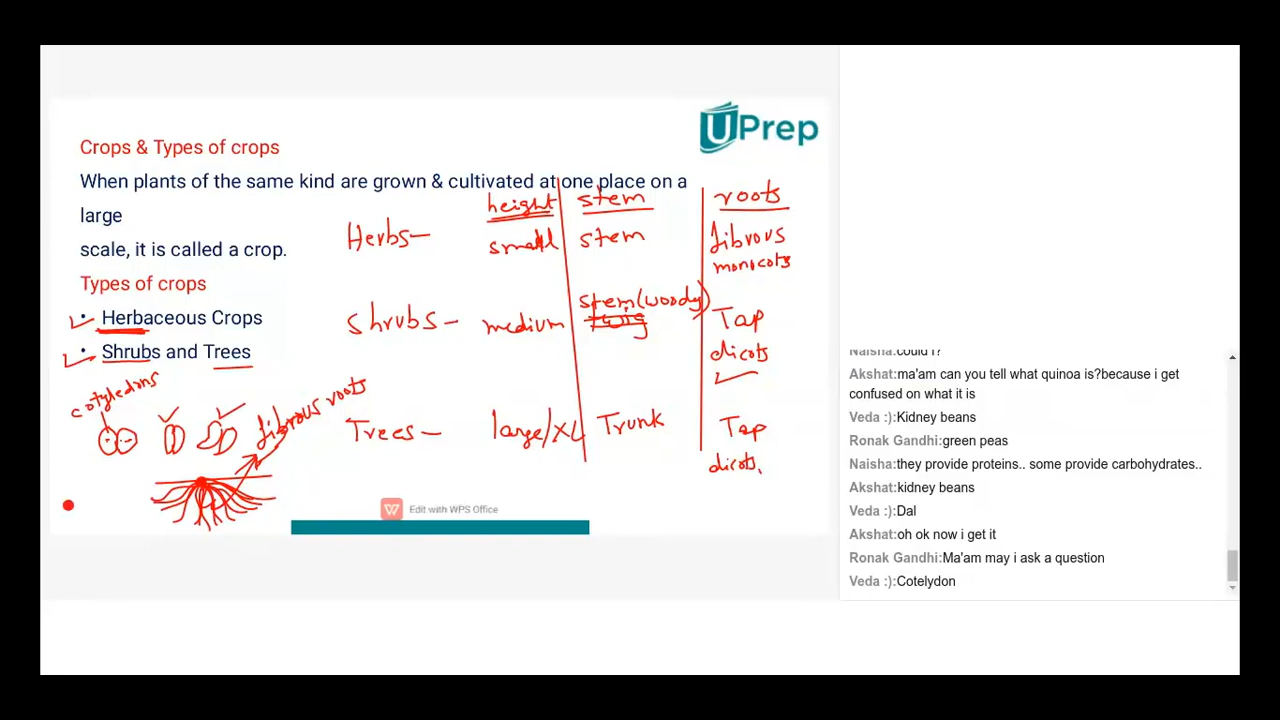 UPrep
Crops & Types of crops
When plants of the same kind are grown & cultivated at one place on a
large
scale, it is called a crop.
Types of crops
• Herbaceous Crops
• Shrubs and Trees
height stem roots
Herbs- small stem fibrous
monocots
Shrubs- medium stem(woody) Tap
dicots
Trees- large/XL Trunk Tap
dicots.
cotyledons
fibrous roots
Edit with WPS Office
Naisha:could I?
Akshat:ma'am can you tell what quinoa is?because i get
confused on what it is
Veda :):Kidney beans
Ronak Gandhi:green peas
Naisha:they provide proteins.. some provide carbohydrates..
Akshat:kidney beans
Veda :):Dal
Akshat:oh ok now i get it
Ronak Gandhi:Ma'am may i ask a question
Veda :):Cotelydon